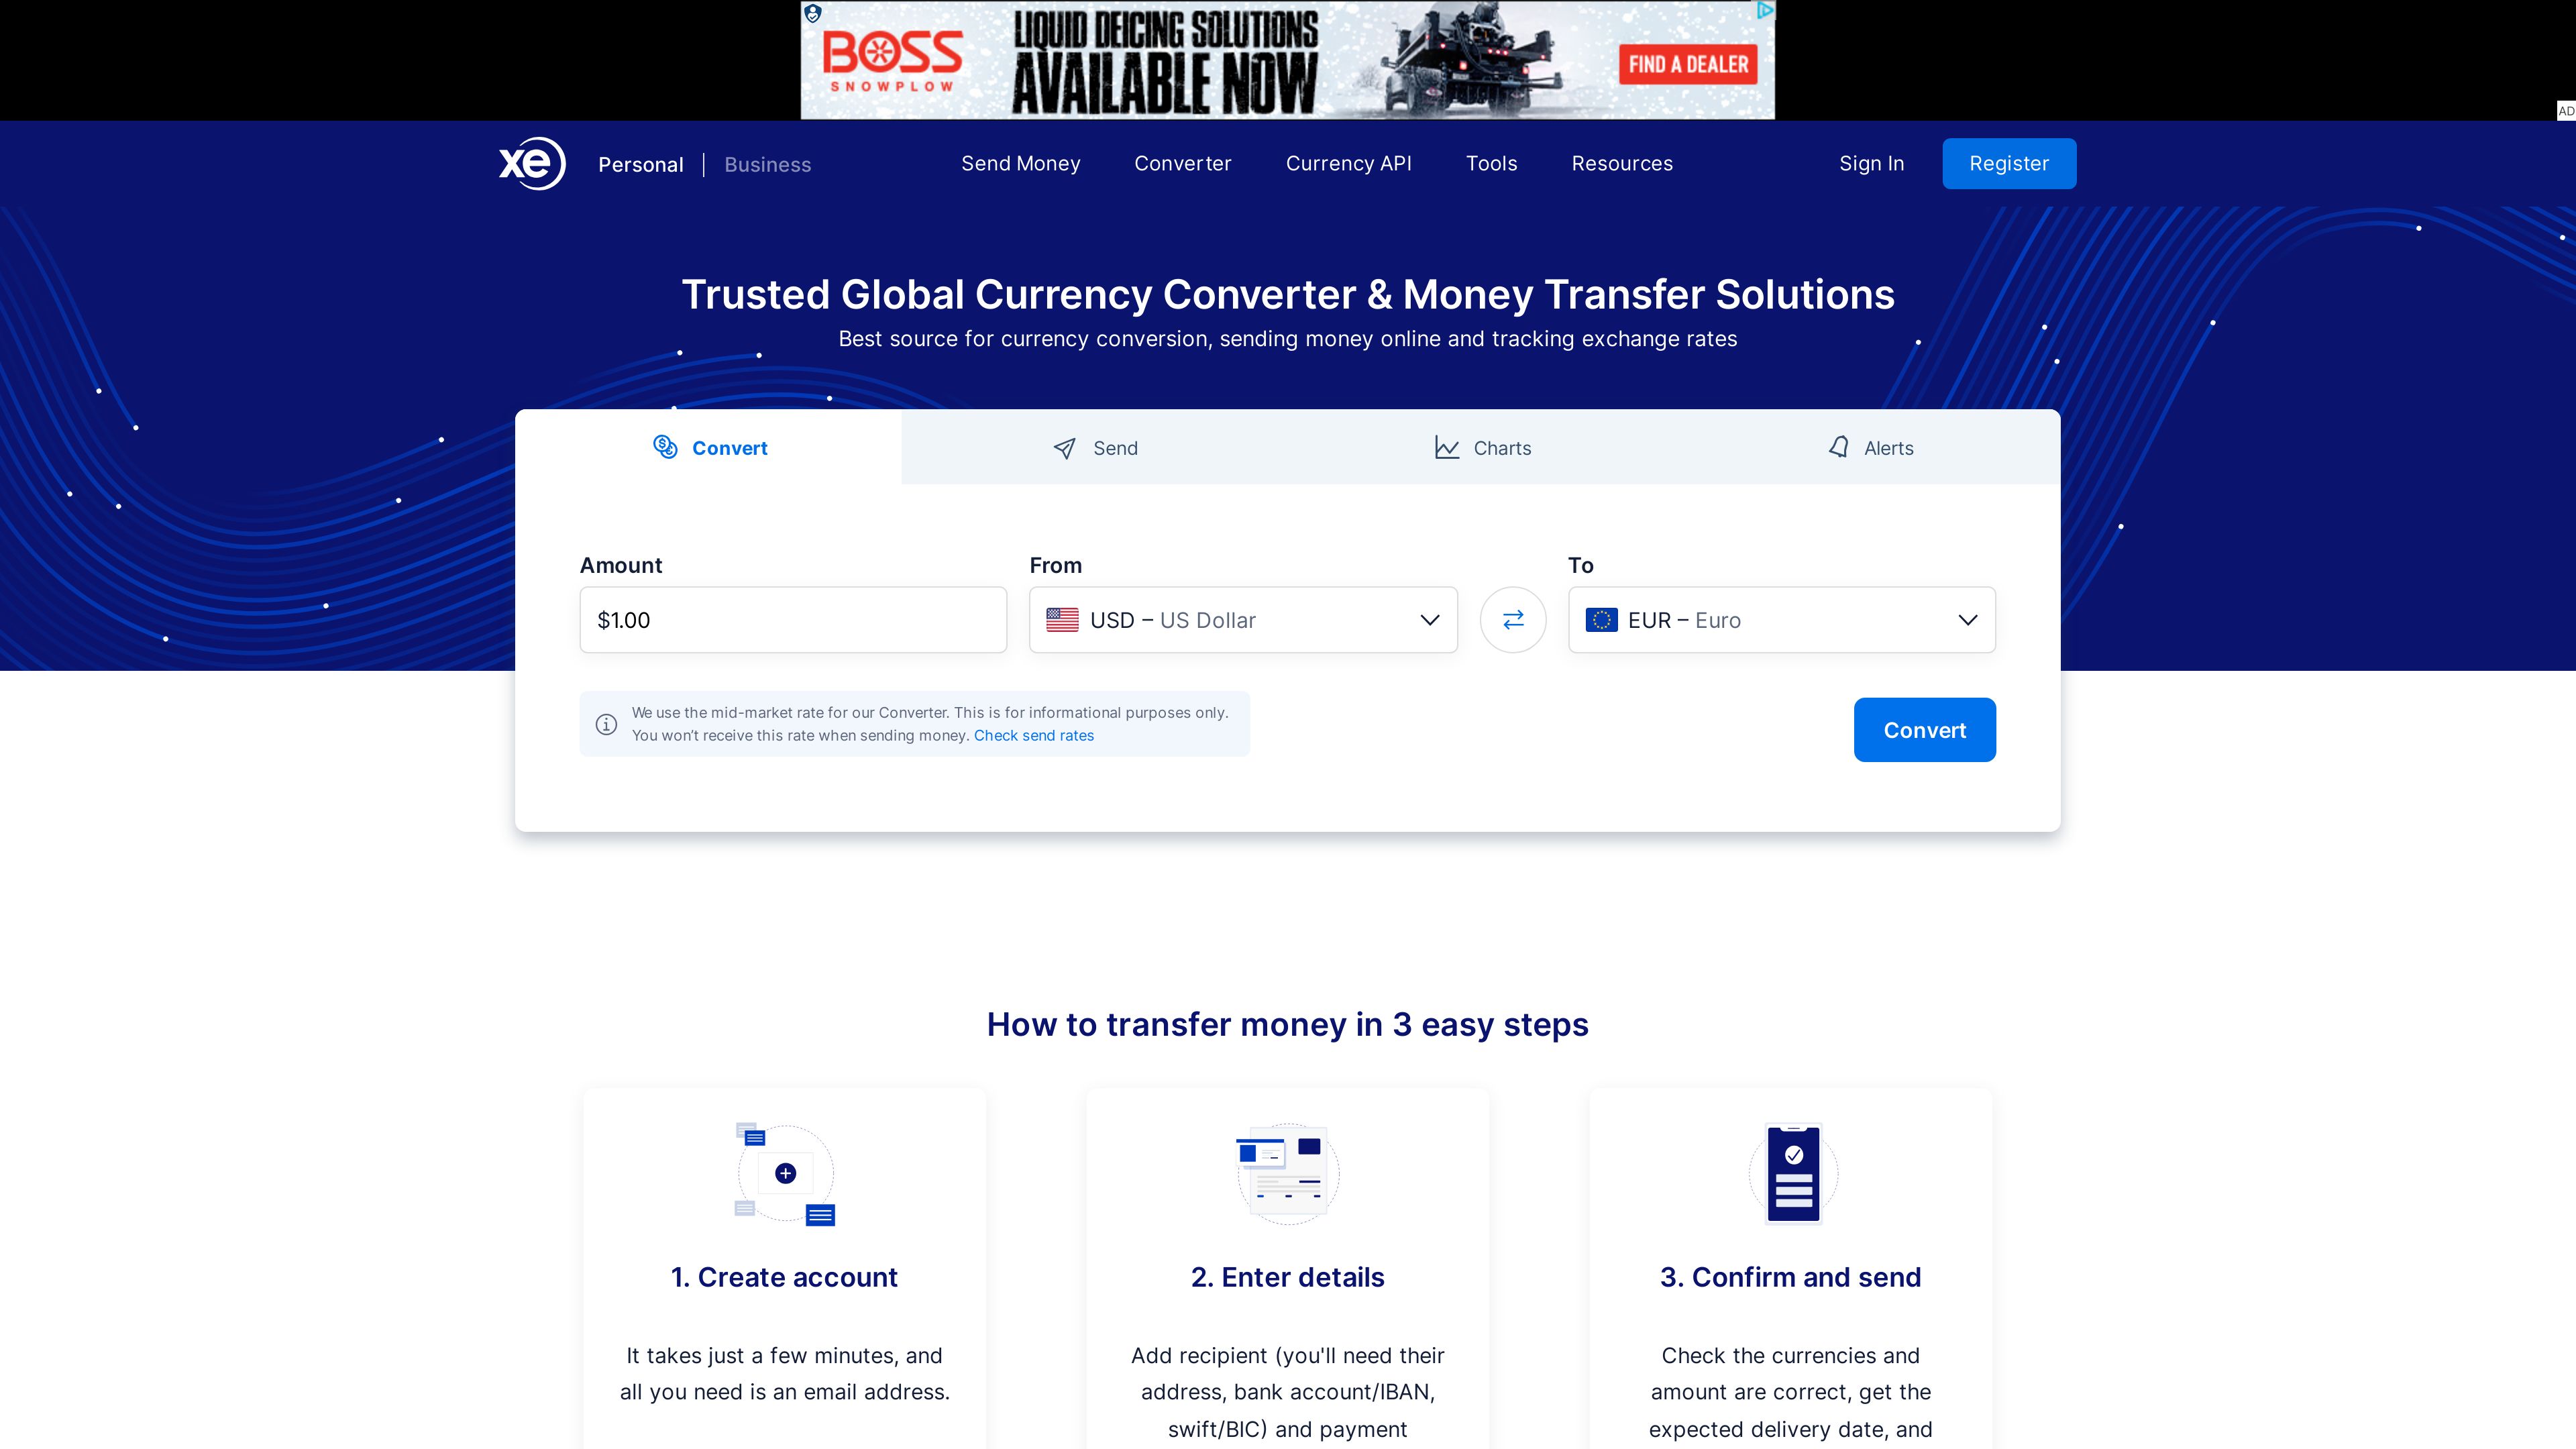 BOSS
SNOWPLOW
LIQUID DEICING SOLUTIONS
AVAILABLE NOW
FIND A DEALER
AD
xe
Personal
Business
Send Money
Converter
Currency API
Tools
Resources
Sign In
Register
Trusted Global Currency Converter & Money Transfer Solutions
Best source for currency conversion, sending money online and tracking exchange rates
Convert
Send
Charts
Alerts
Amount
From
To
$1.00
USD – US Dollar
EUR – Euro
We use the mid-market rate for our Converter. This is for informational purposes only.
You won’t receive this rate when sending money. Check send rates
Convert
How to transfer money in 3 easy steps
1. Create account
It takes just a few minutes, and
all you need is an email address.
2. Enter details
Add recipient (you'll need their
address, bank account/IBAN,
swift/BIC) and payment
3. Confirm and send
Check the currencies and
amount are correct, get the
expected delivery date, and